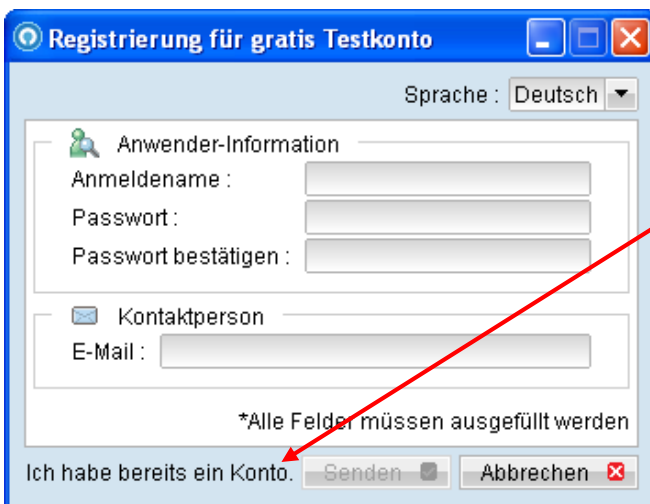 Registrierung für gratis Testkonto
Sprache : Deutsch
Anwender-Information
Anmeldename :
Passwort :
Passwort bestätigen :
Kontaktperson
E-Mail :
*Alle Felder müssen ausgefüllt werden
Ich habe bereits ein Konto. Senden Abbrechen